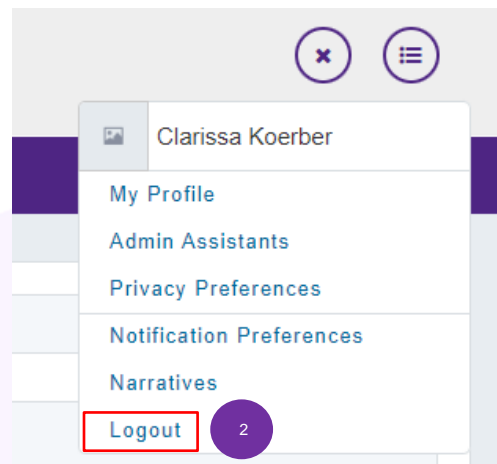 Clarissa Koerber
My Profile
Admin Assistants
Privacy Preferences
Notification Preferences
Narratives
Logout 2